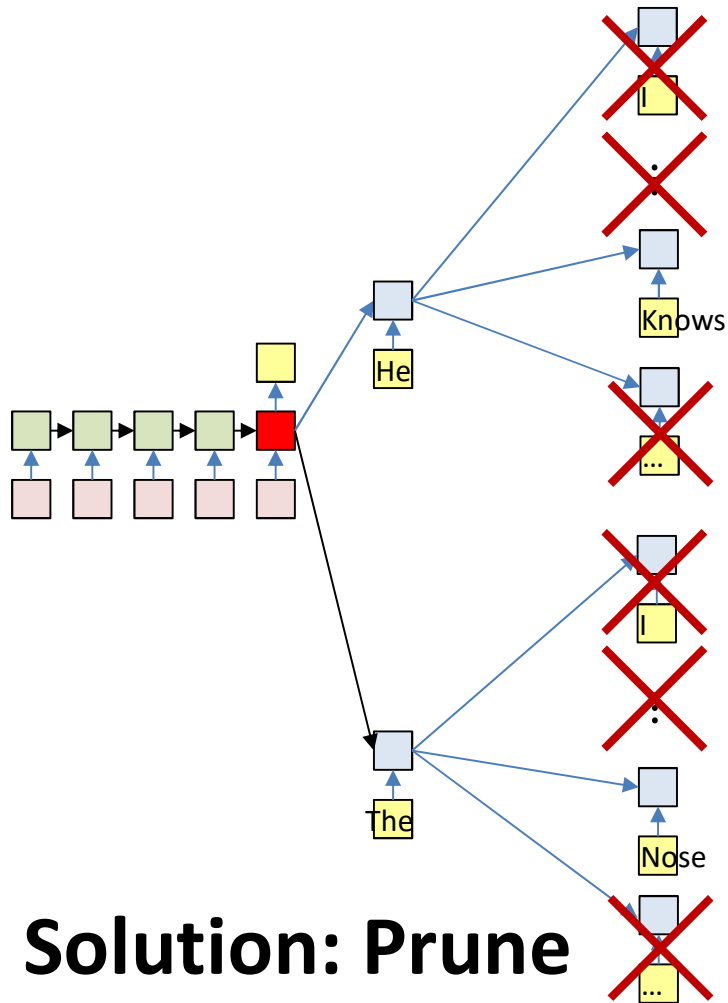 I
⋮
Knows
He
...
I
⋮
The
Nose
Solution: Prune
...